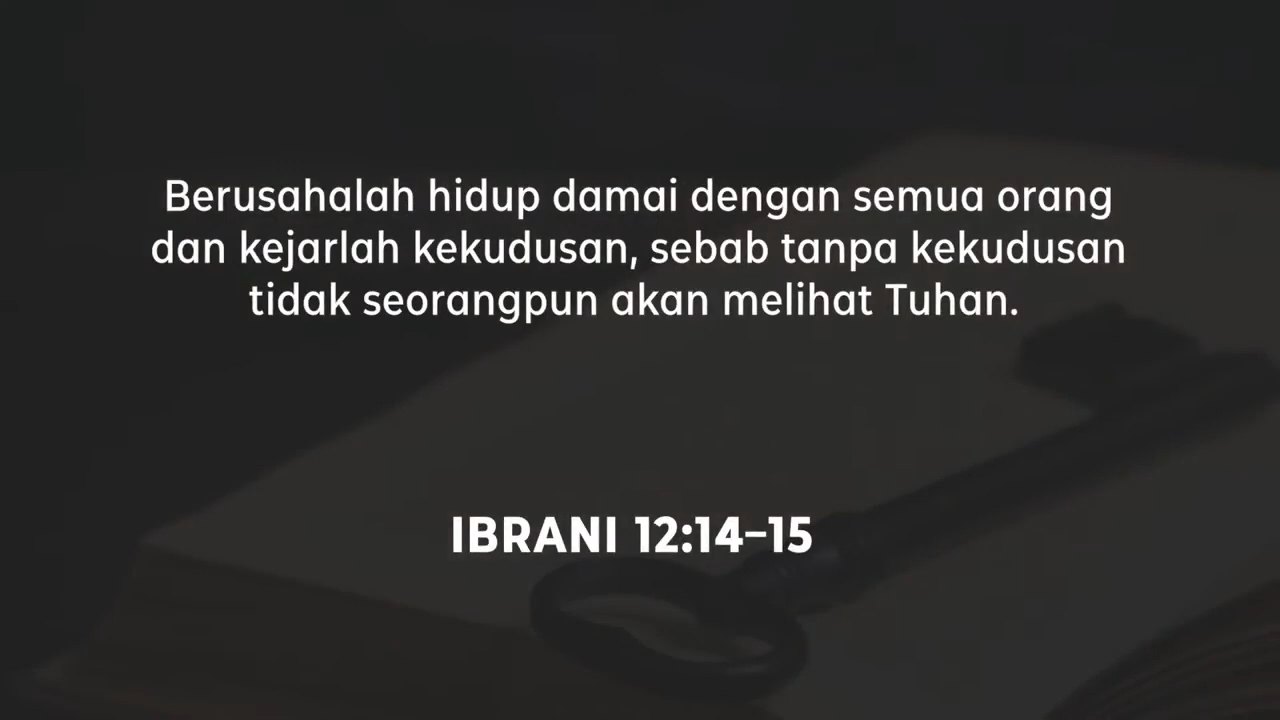 Berusahalah hidup damai dengan semua orang
dan kejarlah kekudusan, sebab tanpa kekudusan
tidak seorangpun akan melihat Tuhan.
IBRANI 12:14–15